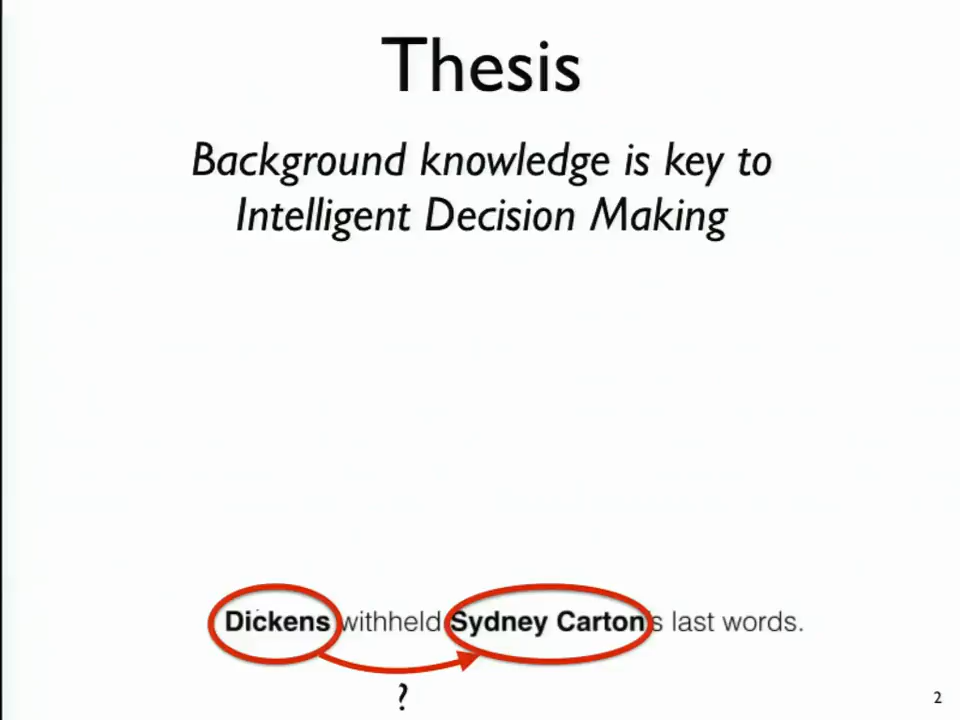 Thesis
Background knowledge is key to
Intelligent Decision Making
Dickens withheld Sydney Carton's last words.
?
2